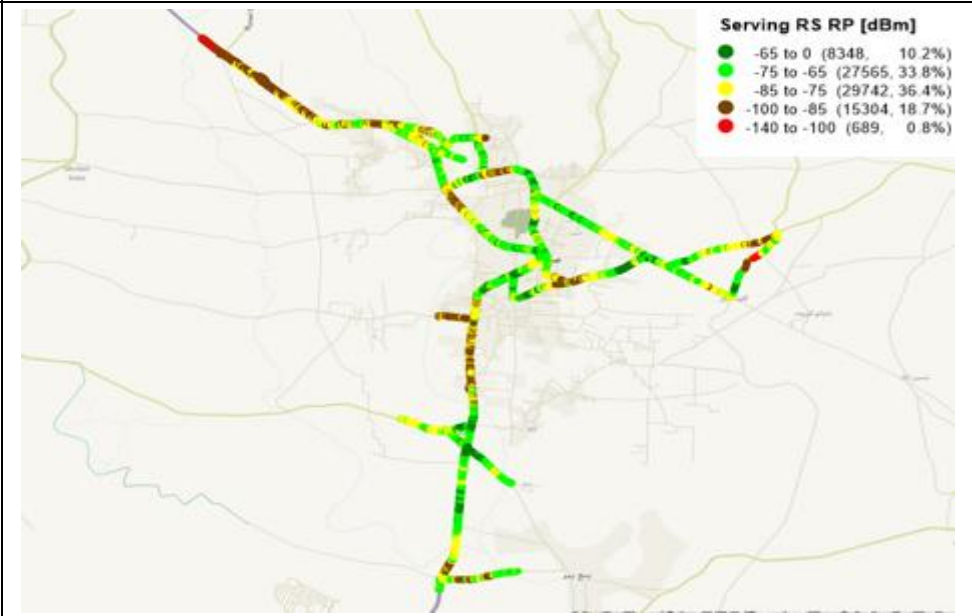 Serving RS RP [dBm]
-65 to 0 (8348, 10.2%)
-75 to -65 (27565, 33.8%)
-85 to -75 (29742, 36.4%)
-100 to -85 (15304, 18.7%)
-140 to -100 (689, 0.8%)